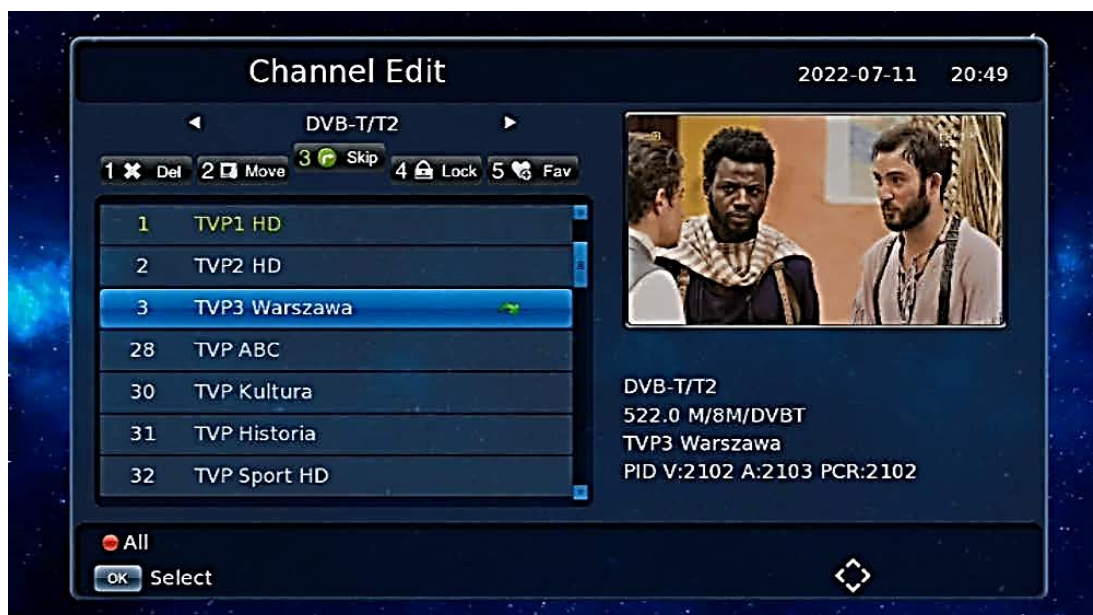 Channel Edit
2022-07-11 20:49
DVB-T/T2
1 Del 2 Move 3 Skip 4 Lock 5 Fav
1 TVP1 HD
2 TVP2 HD
3 TVP3 Warszawa
28 TVP ABC
30 TVP Kultura
31 TVP Historia
32 TVP Sport HD
DVB-T/T2
522.0 M/8M/DVBT
TVP3 Warszawa
PID V:2102 A:2103 PCR:2102
All
OK Select